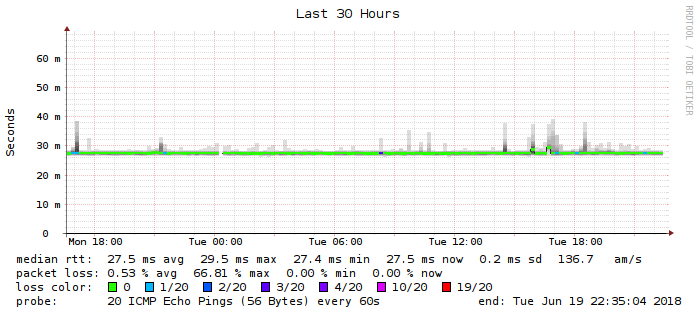 Last 30 Hours
RRDTOOL / TOBI OETIKER
Seconds
60 m
50 m
40 m
30 m
20 m
10 m
0
Mon 18:00 Tue 00:00 Tue 06:00 Tue 12:00 Tue 18:00
median rtt: 27.5 ms avg 29.5 ms max 27.4 ms min 27.5 ms now 0.2 ms sd 136.7 am/s
packet loss: 0.53 % avg 66.81 % max 0.00 % min 0.00 % now
loss color: 0 1/20 2/20 3/20 4/20 10/20 19/20
probe: 20 ICMP Echo Pings (56 Bytes) every 60s end: Tue Jun 19 22:35:04 2018